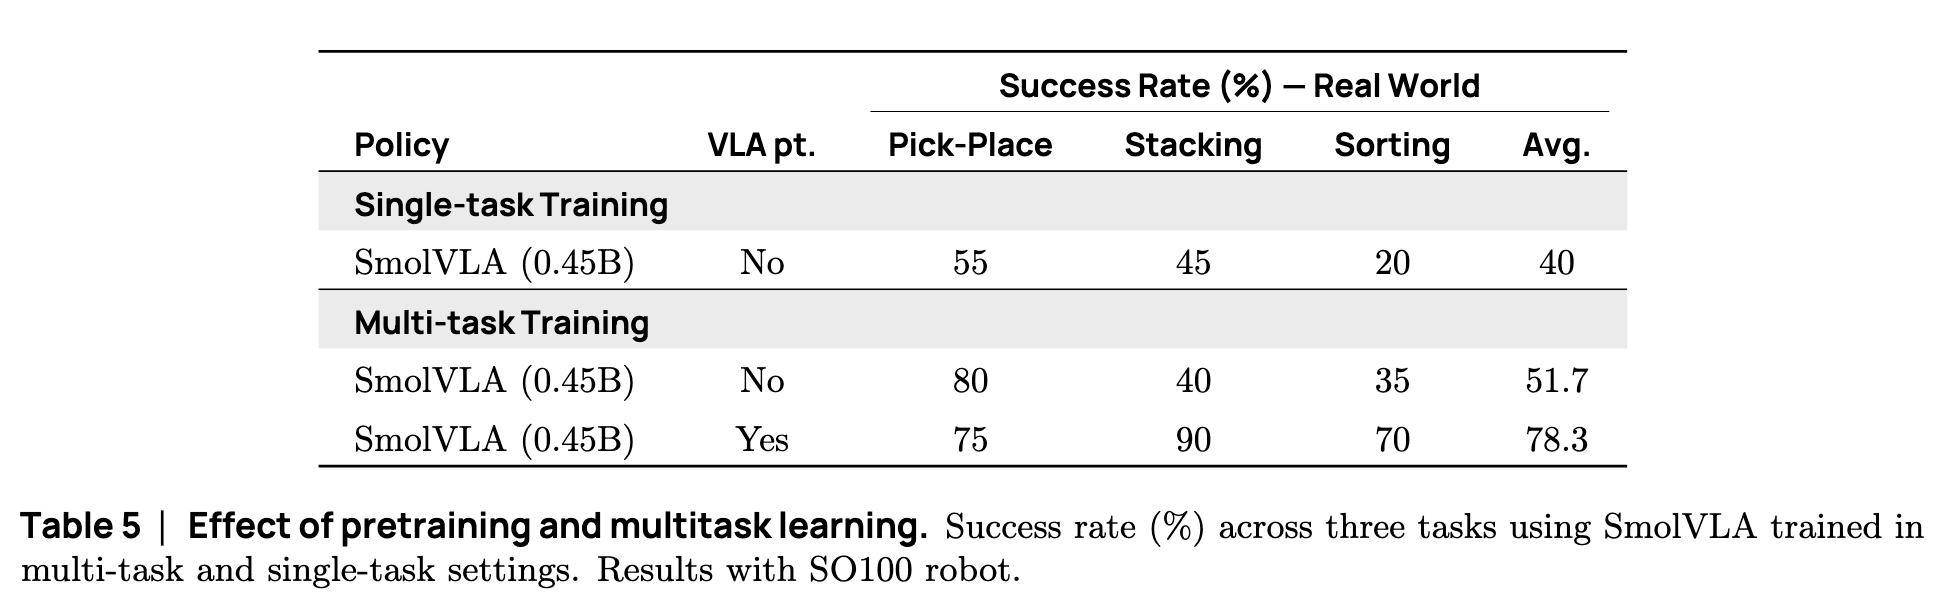 Success Rate (%) — Real World
Policy VLA pt. Pick-Place Stacking Sorting Avg.
Single-task Training
SmolVLA (0.45B) No 55 45 20 40
Multi-task Training
SmolVLA (0.45B) No 80 40 35 51.7
SmolVLA (0.45B) Yes 75 90 70 78.3
Table 5 | Effect of pretraining and multitask learning. Success rate (%) across three tasks using SmolVLA trained in
multi-task and single-task settings. Results with SO100 robot.